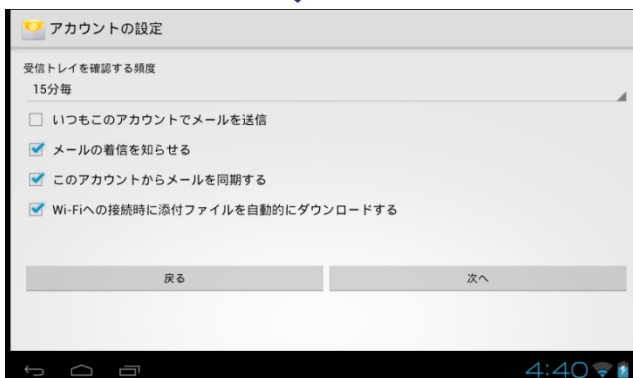 アカウントの設定
受信トレイを確認する頻度
15分毎
いつもこのアカウントでメールを送信
メールの着信を知らせる
このアカウントからメールを同期する
Wi-Fiへの接続時に添付ファイルを自動的にダウンロードする
戻る 次へ
4:40